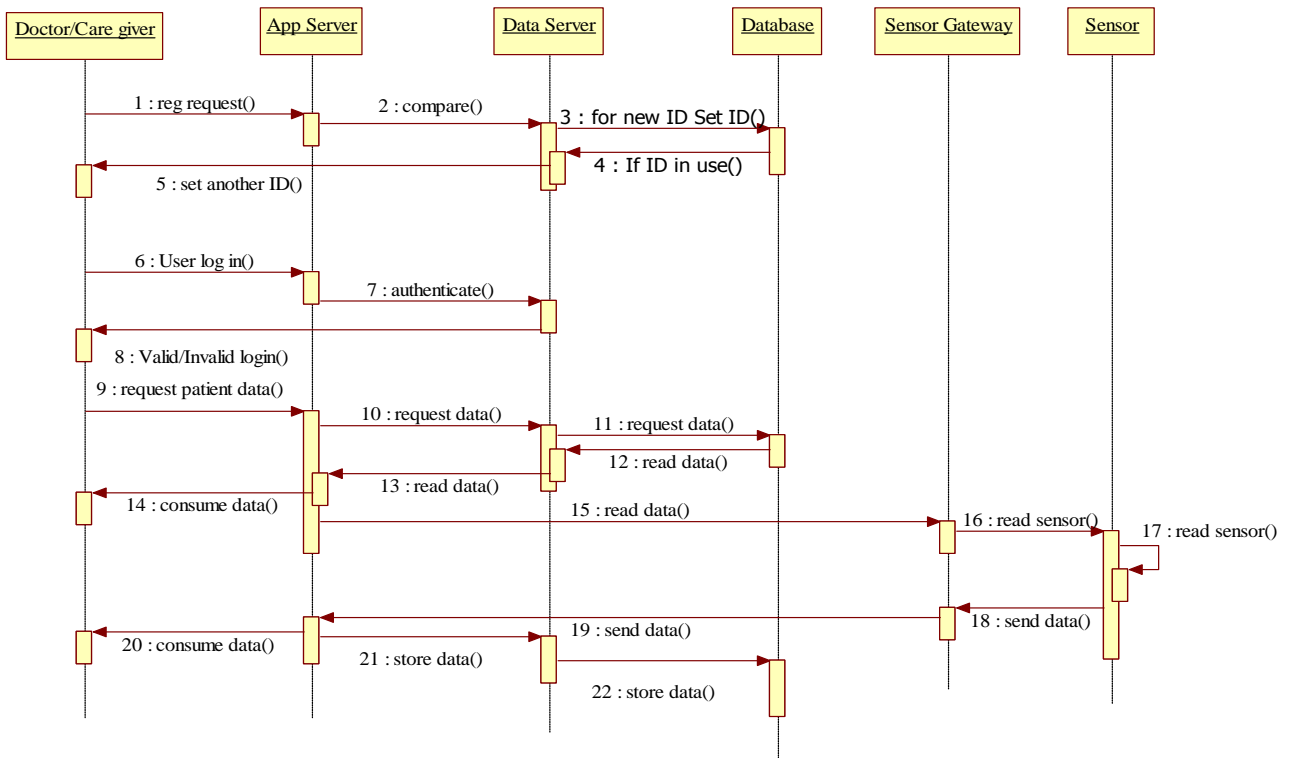 Doctor/Care giver
App Server
Data Server
Database
Sensor Gateway
Sensor
1 : reg request()
2 : compare()
3 : for new ID Set ID()
4 : If ID in use()
5 : set another ID()
6 : User log in()
7 : authenticate()
8 : Valid/Invalid login()
9 : request patient data()
10 : request data()
11 : request data()
12 : read data()
13 : read data()
14 : consume data()
15 : read data()
16 : read sensor()
17 : read sensor()
18 : send data()
19 : send data()
20 : consume data()
21 : store data()
22 : store data()